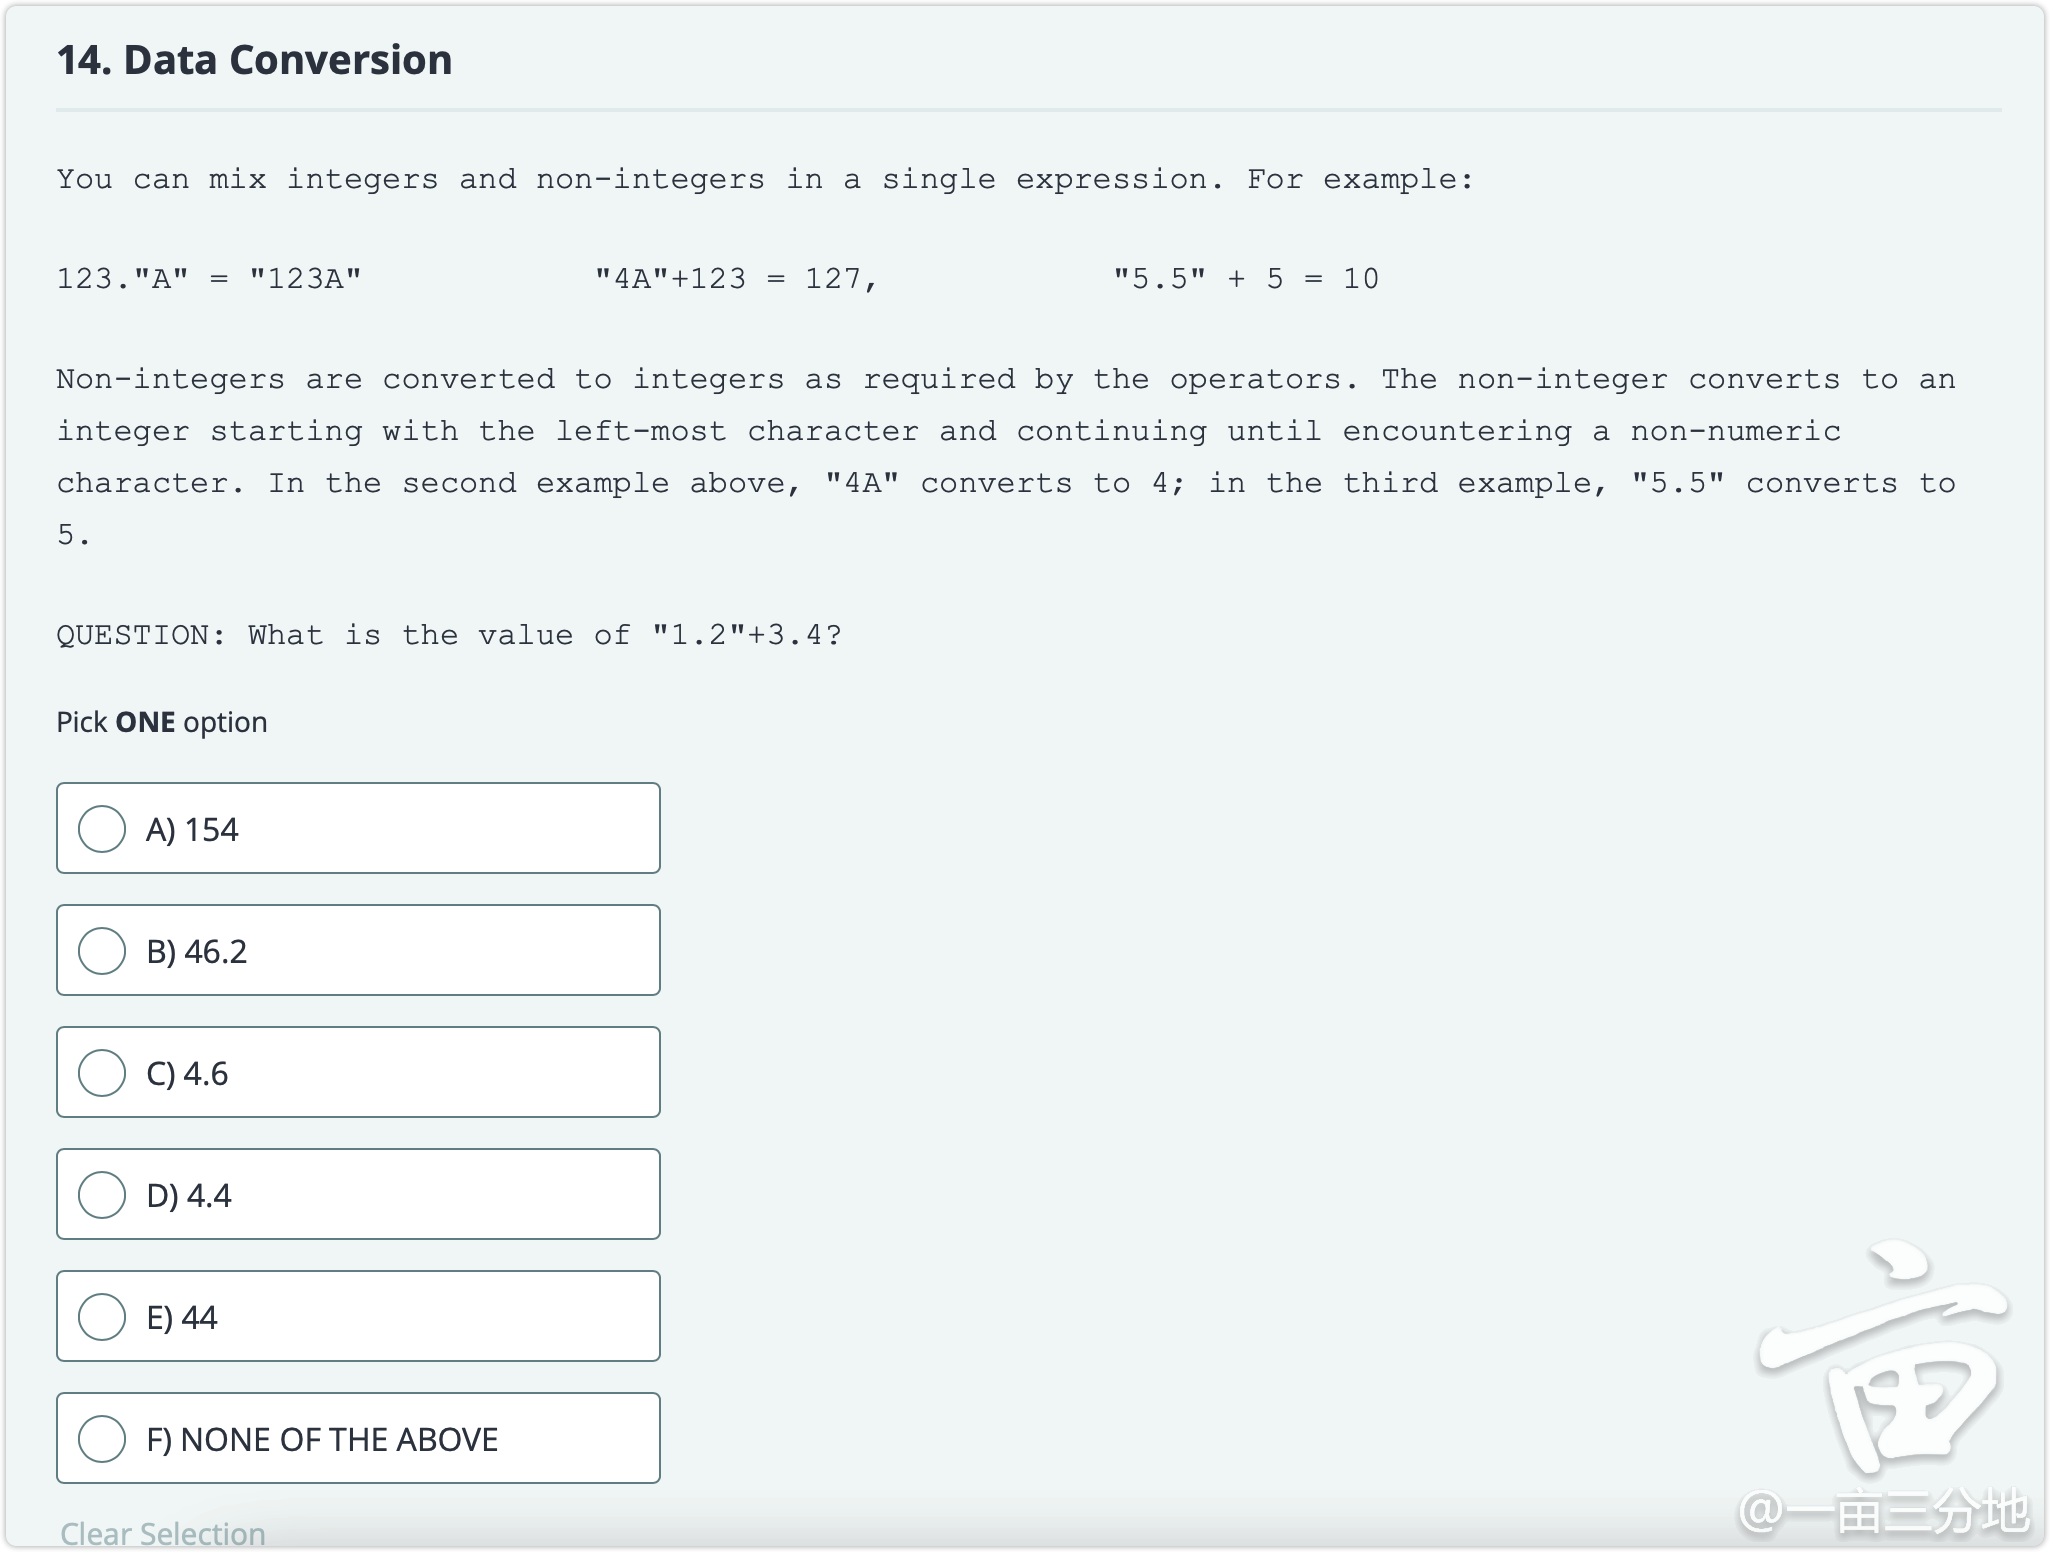 14. Data Conversion
You can mix integers and non-integers in a single expression. For example:
123."A" = "123A" "4A"+123 = 127, "5.5" + 5 = 10
Non-integers are converted to integers as required by the operators. The non-integer converts to an
integer starting with the left-most character and continuing until encountering a non-numeric
character. In the second example above, "4A" converts to 4; in the third example, "5.5" converts to
5.
QUESTION: What is the value of "1.2"+3.4?
Pick ONE option
A) 154
B) 46.2
C) 4.6
D) 4.4
E) 44
F) NONE OF THE ABOVE
Clear Selection
亩
@一亩三分地